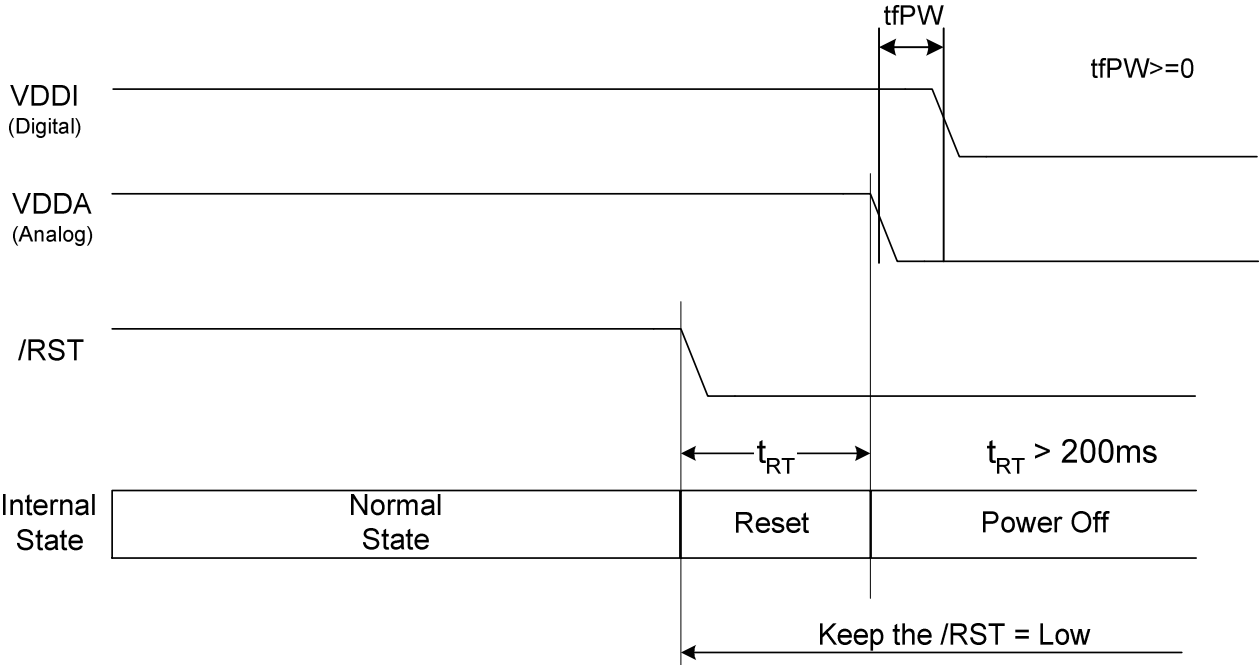 tfPW
tfPW>=0
VDDI
(Digital)
VDDA
(Analog)
/RST
tRT
tRT > 200ms
Internal
State
Normal
State
Reset
Power Off
Keep the /RST = Low